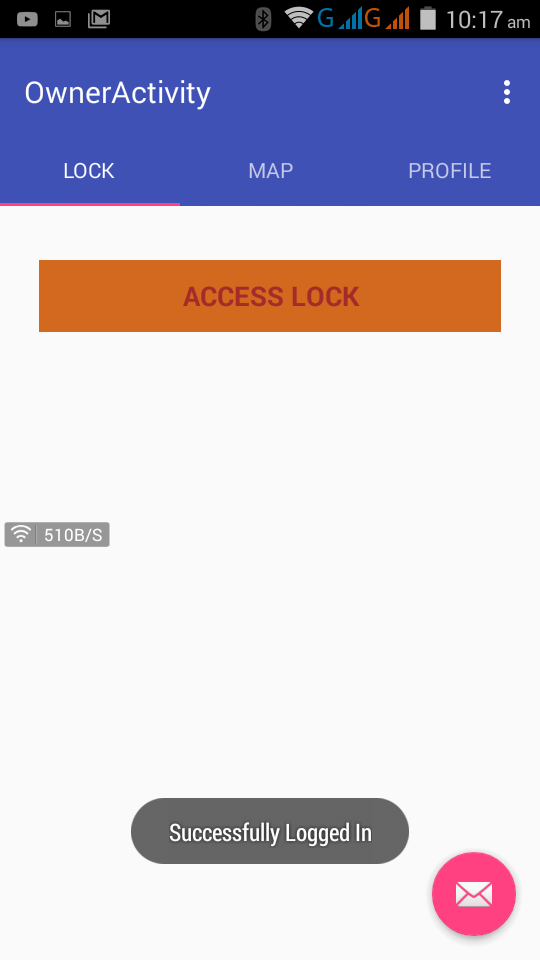 G G 10:17 am
OwnerActivity
LOCK MAP PROFILE
ACCESS LOCK
510B/S
Successfully Logged In